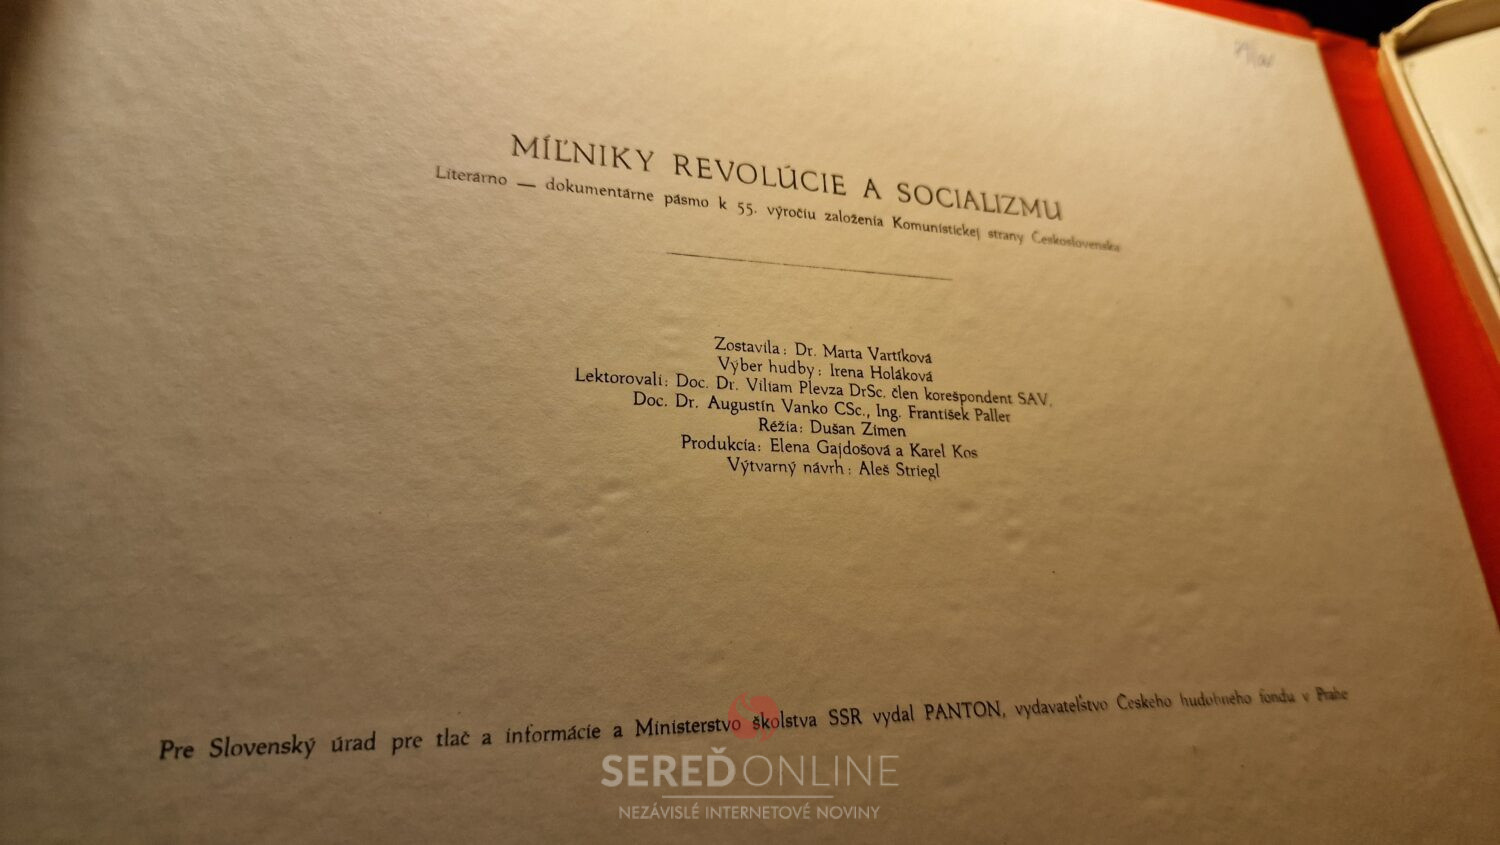 MÍĽNIKY REVOLÚCIE A SOCIALIZMU
Literárno — dokumentárne pásmo k 55. výročiu založenia Komunistickej strany Československa
Zostavila: Dr. Marta Vartíková
Výber hudby: Irena Holáková
Lektorovali: Doc. Dr. Viliam Plevza DrSc. člen korešpondent SAV,
Doc. Dr. Augustín Vanko CSc., Ing. František Paller
Réžia: Dušan Zimen
Produkcia: Elena Gajdošová a Karel Kos
Výtvarný návrh: Aleš Striegl
Pre Slovenský úrad pre tlač a informácie a Ministerstvo školstva SSR vydal PANTON, vydavateľstvo Českeho hudobného fondu v Prahe
SEREĎONLINE
NEZÁVISLÉ INTERNETOVÉ NOVINY